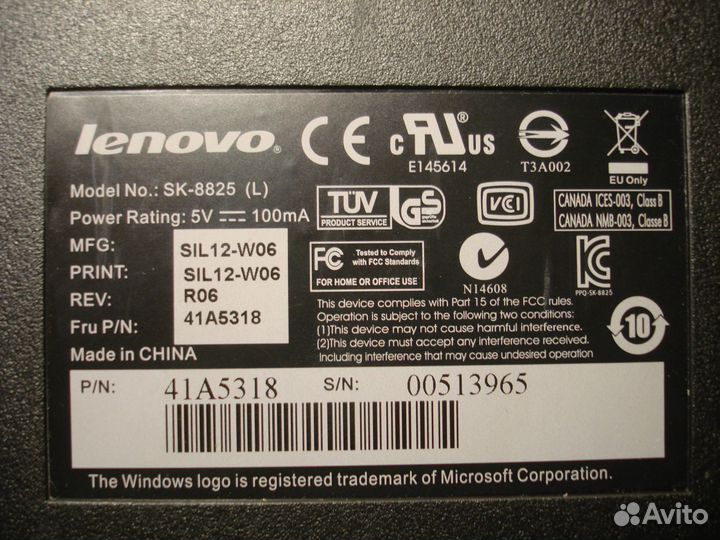 lenovo
CE
c UR US
E145614
T3A002
EU Only
Model No.: SK-8825 (L)
Power Rating: 5V 100mA
TÜV
PRODUCT SERVICE
GS
VCI
CANADA ICES-003, Class B
CANADA NMB-003, Classe B
MFG: SIL12-W06
PRINT: SIL12-W06
REV: R06
Fru P/N: 41A5318
Made in CHINA
FC Tested to Comply
with FCC Standards
FOR HOME OR OFFICE USE
N14608
KC
PPQ-SK-8825
This device complies with Part 15 of the FCC rules.
Operation is subject to the following two conditions:
(1)This device may not cause harmful interference.
(2)This device must accept any interference received,
Including interference that may cause undesired operation
10
P/N: 41A5318 S/N: 00513965
The Windows logo is registered trademark of Microsoft Corporation.
Avito